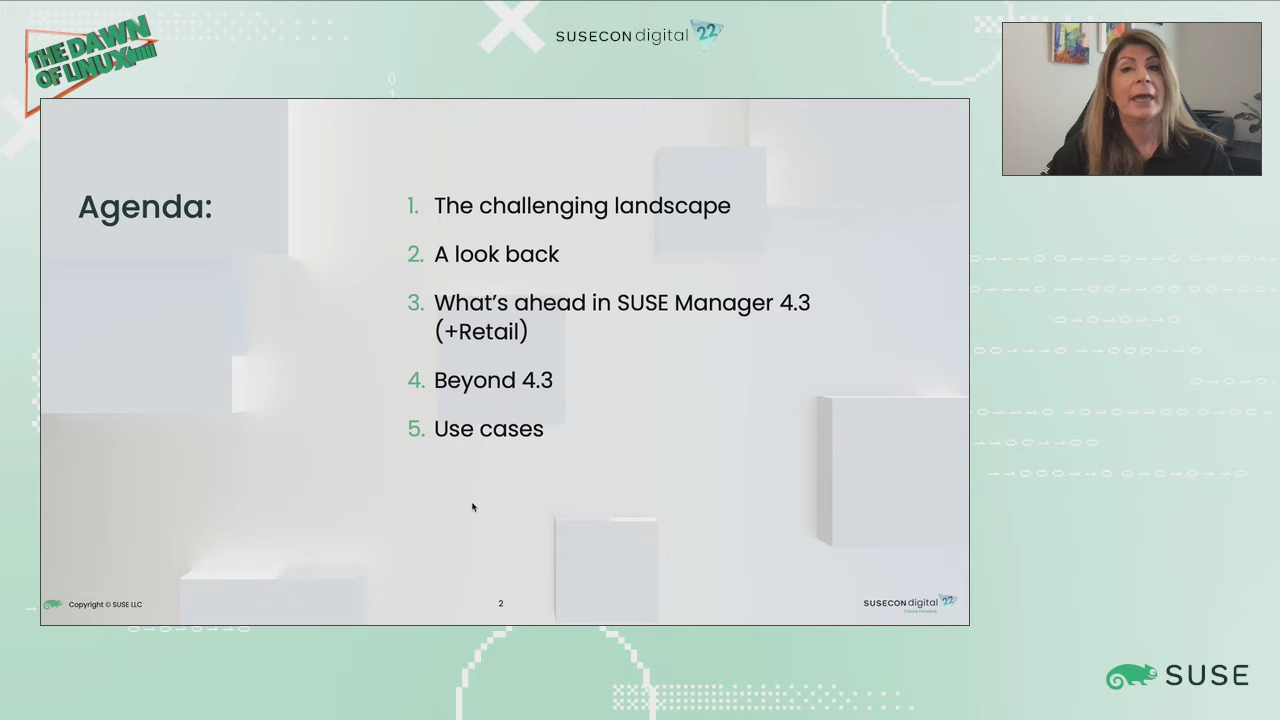 THE DAWN
OF LINUX
SUSECON digital 22
Agenda:
1. The challenging landscape
2. A look back
3. What's ahead in SUSE Manager 4.3
(+Retail)
4. Beyond 4.3
5. Use cases
Copyright © SUSE LLC
2
SUSECON digital 22
SUSE